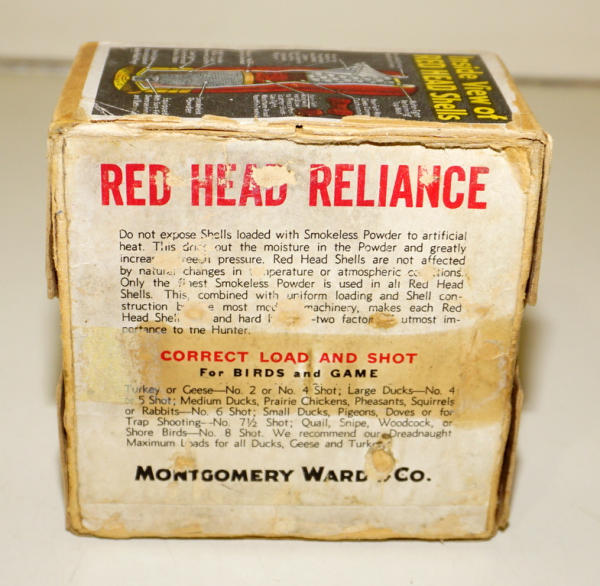 Inside View of
RED HEAD Shells
RED HEAD RELIANCE
Do not expose Shells loaded with Smokeless Powder to artificial
heat. This out the moisture in the Powder and greatly
pressure. Red Head Shells are not affected
by natural changes in or atmospheric
Only the finest Smokeless Powder is used in all Red Head
Shells. This, combined with uniform loading and Shell con-
struction most machinery, makes each Red
Head and hard -two utmost im-
portance to the Hunter.
CORRECT LOAD AND SHOT
For BIRDS and GAME
Turkey or Geese—No. 2 or No. 4 Shot; Large Ducks—No. 4
or 5 Shot; Medium Ducks, Prairie Chickens, Pheasants, Squirrels
or Rabbits—No. 6 Shot; Small Ducks, Pigeons, Doves or for
Trap Shooting—No. 7½ Shot; Quail, Snipe, Woodcock, or
Shore Birds—No. 8 Shot. We recommend our Dreadnaught
Maximum Loads for all Ducks, Geese and
MONTGOMERY WARD & CO.